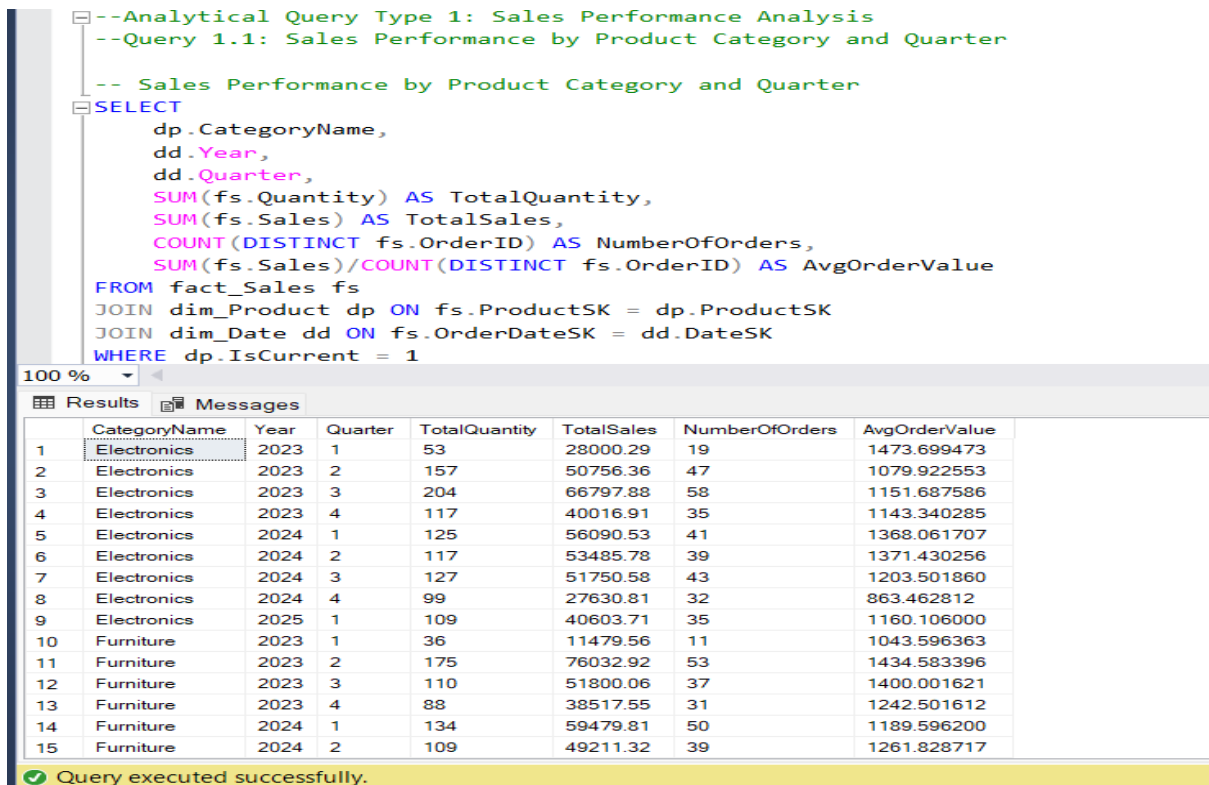 --Analytical Query Type 1: Sales Performance Analysis
--Query 1.1: Sales Performance by Product Category and Quarter
-- Sales Performance by Product Category and Quarter
SELECT
dp.CategoryName,
dd.Year,
dd.Quarter,
SUM(fs.Quantity) AS TotalQuantity,
SUM(fs.Sales) AS TotalSales,
COUNT(DISTINCT fs.OrderID) AS NumberOfOrders,
SUM(fs.Sales)/COUNT(DISTINCT fs.OrderID) AS AvgOrderValue
FROM fact_Sales fs
JOIN dim_Product dp ON fs.ProductSK = dp.ProductSK
JOIN dim_Date dd ON fs.OrderDateSK = dd.DateSK
WHERE dp.IsCurrent = 1
100 %
Results Messages
CategoryName Year Quarter TotalQuantity TotalSales NumberOfOrders AvgOrderValue
1 Electronics 2023 1 53 28000.29 19 1473.699473
2 Electronics 2023 2 157 50756.36 47 1079.922553
3 Electronics 2023 3 204 66797.88 58 1151.687586
4 Electronics 2023 4 117 40016.91 35 1143.340285
5 Electronics 2024 1 125 56090.53 41 1368.061707
6 Electronics 2024 2 117 53485.78 39 1371.430256
7 Electronics 2024 3 127 51750.58 43 1203.501860
8 Electronics 2024 4 99 27630.81 32 863.462812
9 Electronics 2025 1 109 40603.71 35 1160.106000
10 Furniture 2023 1 36 11479.56 11 1043.596363
11 Furniture 2023 2 175 76032.92 53 1434.583396
12 Furniture 2023 3 110 51800.06 37 1400.001621
13 Furniture 2023 4 88 38517.55 31 1242.501612
14 Furniture 2024 1 134 59479.81 50 1189.596200
15 Furniture 2024 2 109 49211.32 39 1261.828717
Query executed successfully.